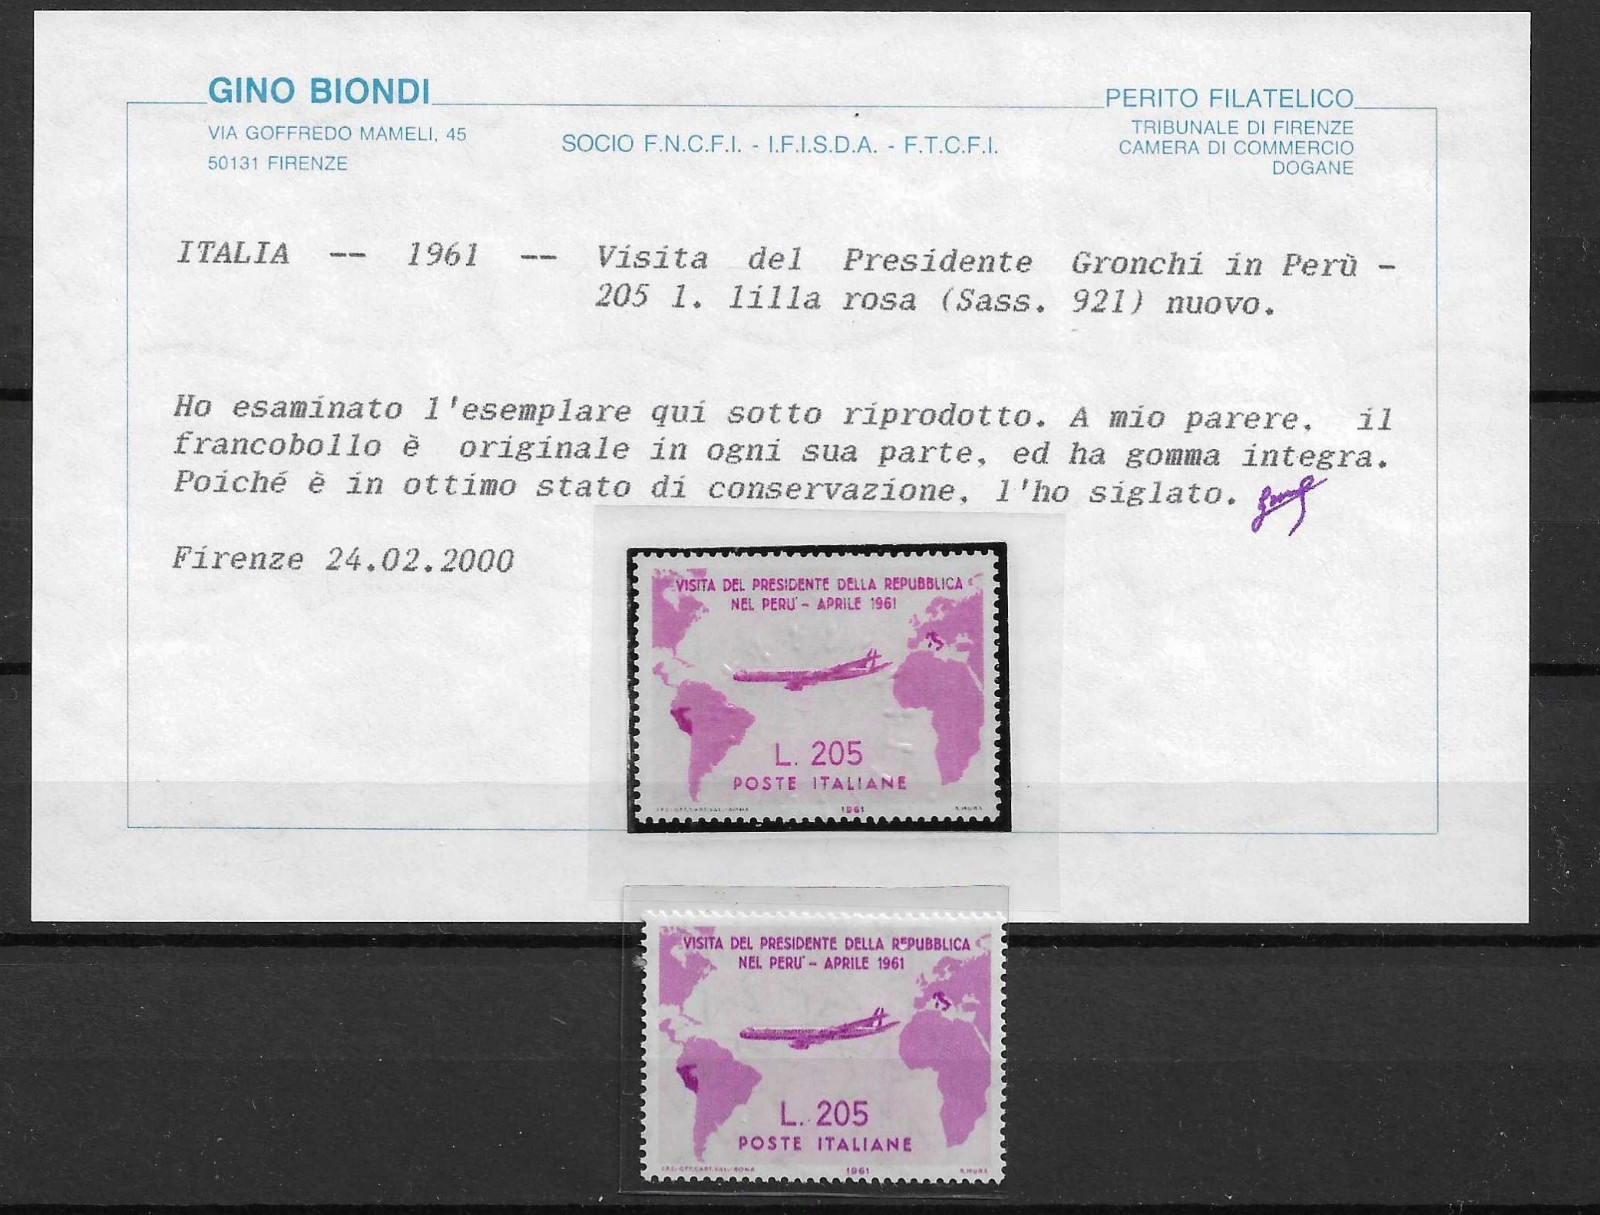 GINO BIONDI
VIA GOFFREDO MAMELI, 45
50131 FIRENZE
SOCIO F.N.C.F.I. - I.F.I.S.D.A. - F.T.C.F.I.
PERITO FILATELICO
TRIBUNALE DI FIRENZE
CAMERA DI COMMERCIO
DOGANE
ITALIA -- 1961 -- Visita del Presidente Gronchi in Perù -
205 l. lilla rosa (Sass. 921) nuovo.
Ho esaminato l'esemplare qui sotto riprodotto. A mio parere, il
francobollo è originale in ogni sua parte, ed ha gomma integra.
Poiché è in ottimo stato di conservazione, l'ho siglato.
Firenze 24.02.2000
VISITA DEL PRESIDENTE DELLA REPUBBLICA
NEL PERU' - APRILE 1961
L. 205
POSTE ITALIANE
1961
VISITA DEL PRESIDENTE DELLA REPUBBLICA
NEL PERU' - APRILE 1961
L. 205
POSTE ITALIANE
1961